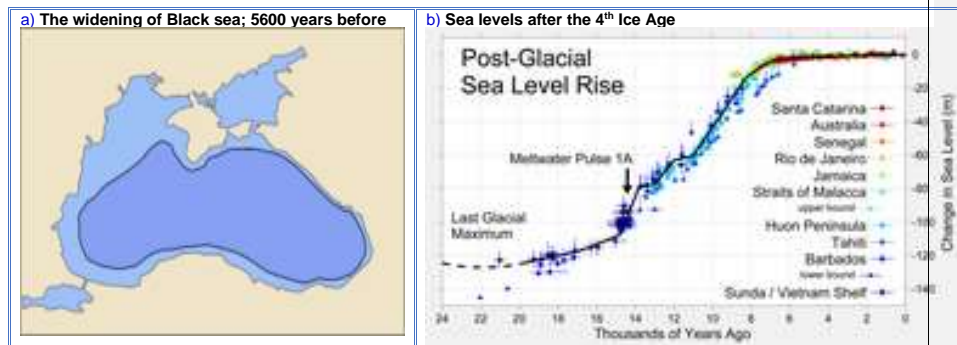 a) The widening of Black sea; 5600 years before
b) Sea levels after the 4th Ice Age
Post-Glacial
Sea Level Rise
Meltwater Pulse 1A
Last Glacial
Maximum
Santa Catarina
Australia
Senegal
Rio de Janeiro
Jamaica
Straits of Malacca
upper bound
Huon Peninsula
Tahiti
Barbados
lower bound
Sunda / Vietnam Shelf
0
-20
-40
-60
-80
-100
-120
-140
Change in Sea Level (m)
24 22 20 18 16 14 12 10 8 6 4 2 0
Thousands of Years Ago